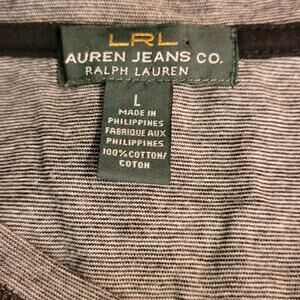 LRL
AUREN JEANS CO.
RALPH LAUREN
L
MADE IN
PHILIPPINES
FABRIQUE AUX
PHILIPPINES
100% COTTON/
COTON